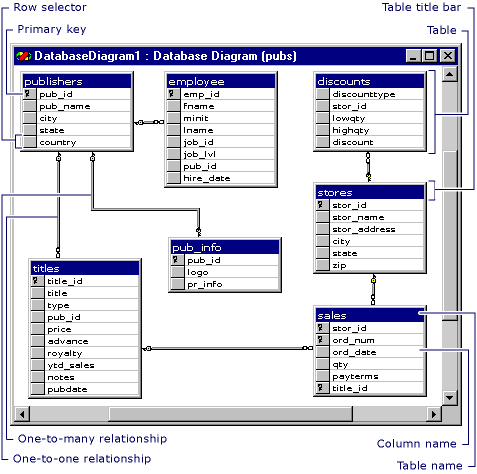 Row selector
Table title bar
Primary key
Table
DatabaseDiagram1 : Database Diagram (pubs)
publishers
pub_id
pub_name
city
state
country
employee
emp_id
fname
minit
lname
job_id
job_lvl
pub_id
hire_date
discounts
discounttype
stor_id
lowqty
highqty
discount
stores
stor_id
stor_name
stor_address
city
state
zip
pub_info
pub_id
logo
pr_info
titles
title_id
title
type
pub_id
price
advance
royalty
ytd_sales
notes
pubdate
sales
stor_id
ord_num
ord_date
qty
payterms
title_id
One-to-many relationship
Column name
One-to-one relationship
Table name